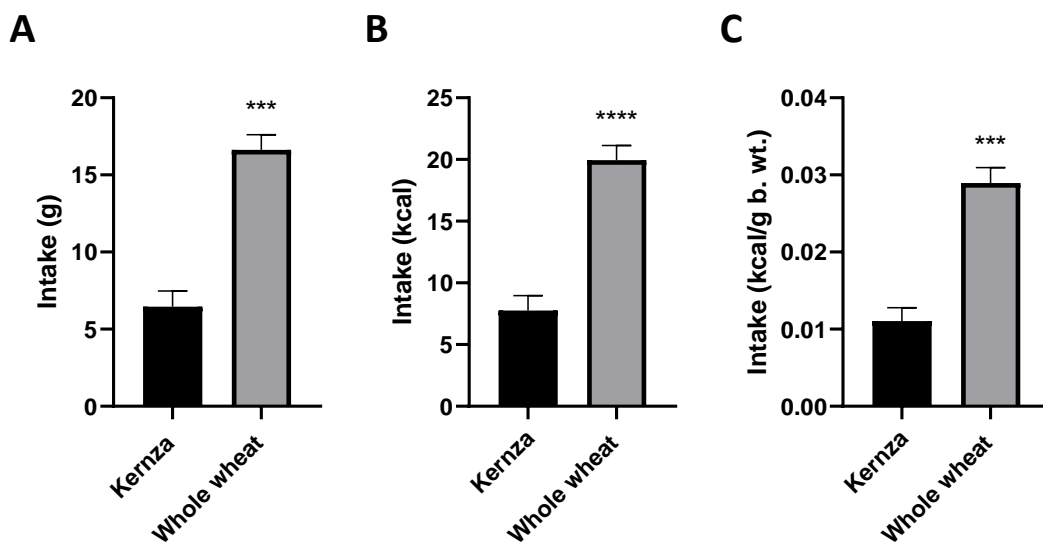 A
B
C
Intake (g)
20
15
10
5
0
***
Kernza
Whole wheat
Intake (kcal)
25
20
15
10
5
0
****
Kernza
Whole wheat
Intake (kcal/g b. wt.)
0.04
0.03
0.02
0.01
0.00
***
Kernza
Whole wheat